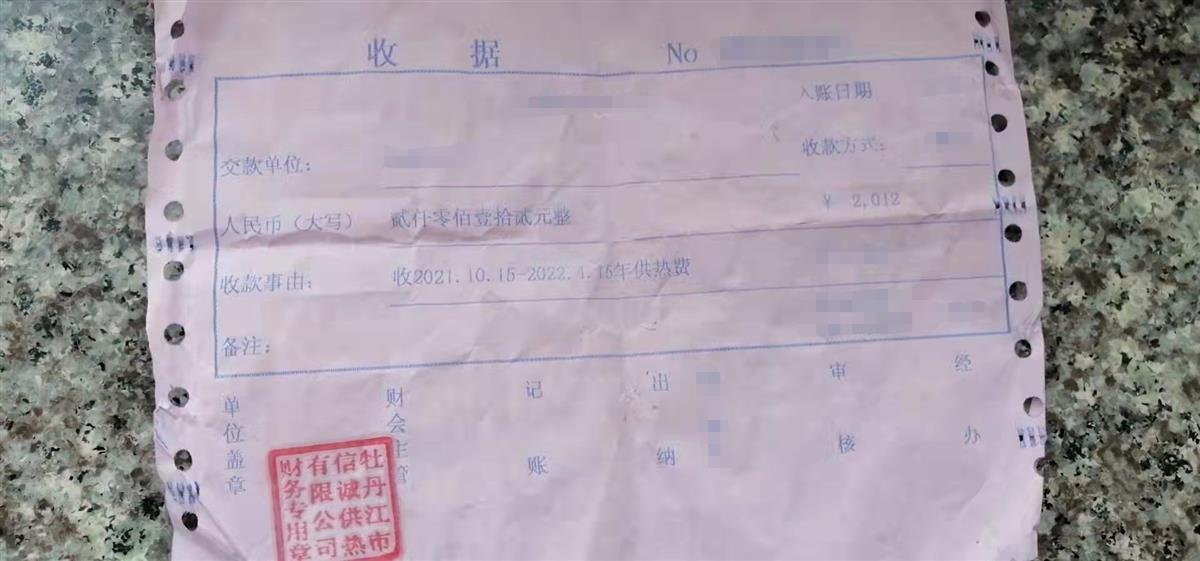 收 据 No
入账日期
交款单位：
收款方式：
人民币（大写） 贰仟零佰壹拾贰元整 ¥ 2,012
收款事由： 收2021.10.15-2022.4.15年供热费
备注：
单位盖章
财会主管
记账
出纳
审核
经办
牡丹江市
信诚供热
有限公司
财务专用章